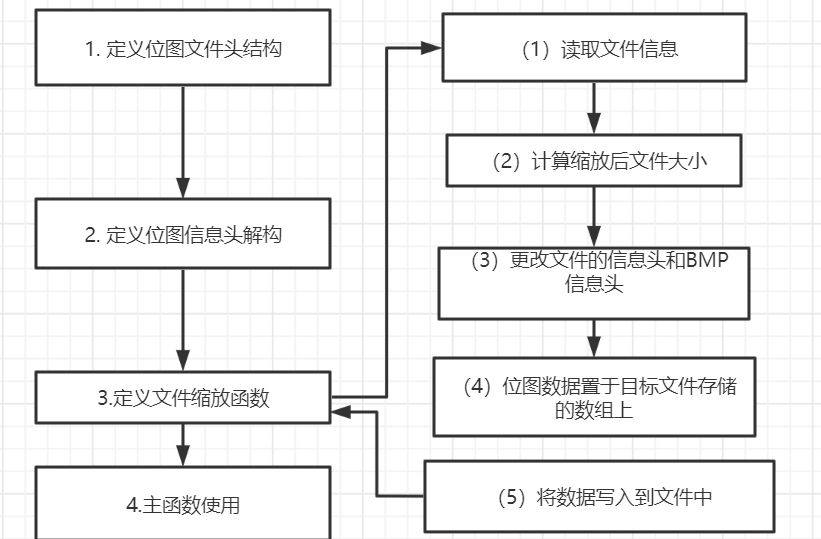 1. 定义位图文件头结构
2. 定义位图信息头解构
3.定义文件缩放函数
4.主函数使用
（1）读取文件信息
（2）计算缩放后文件大小
（3）更改文件的信息头和BMP
信息头
（4）位图数据置于目标文件存储
的数组上
（5）将数据写入到文件中